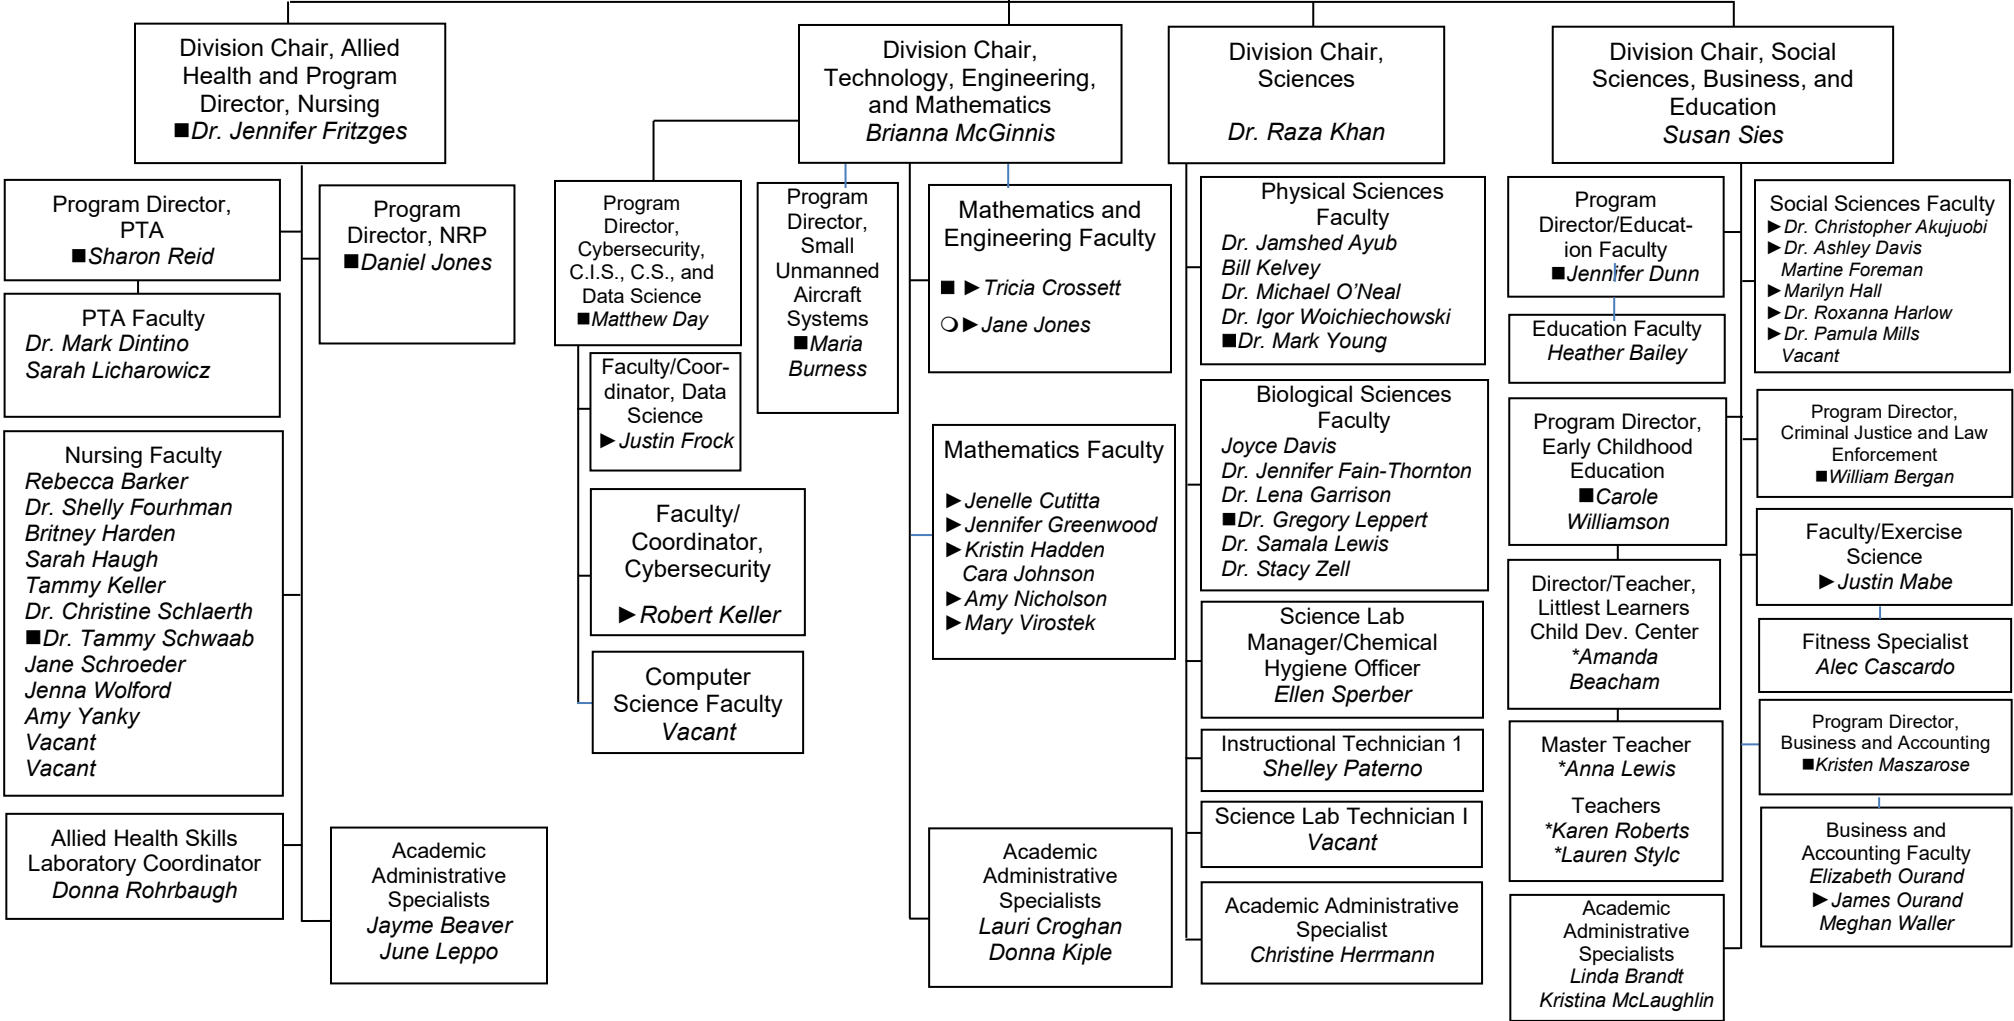 Division Chair, Allied
Health and Program
Director, Nursing
■Dr. Jennifer Fritzges
Program Director,
PTA
■Sharon Reid
Program
Director, NRP
■Daniel Jones
PTA Faculty
Dr. Mark Dintino
Sarah Licharowicz
Nursing Faculty
Rebecca Barker
Dr. Shelly Fourhman
Britney Harden
Sarah Haugh
Tammy Keller
Dr. Christine Schlaerth
■Dr. Tammy Schwaab
Jane Schroeder
Jenna Wolford
Amy Yanky
Vacant
Vacant
Allied Health Skills
Laboratory Coordinator
Donna Rohrbaugh
Academic
Administrative
Specialists
Jayme Beaver
June Leppo
Division Chair,
Technology, Engineering,
and Mathematics
Brianna McGinnis
Program
Director,
Cybersecurity,
C.I.S., C.S., and
Data Science
■Matthew Day
Faculty/Coor-
dinator, Data
Science
►Justin Frock
Faculty/
Coordinator,
Cybersecurity
►Robert Keller
Computer
Science Faculty
Vacant
Program
Director,
Small
Unmanned
Aircraft
Systems
■Maria
Burness
Mathematics and
Engineering Faculty
■ ►Tricia Crossett
❍►Jane Jones
Mathematics Faculty
►Jenelle Cutitta
►Jennifer Greenwood
►Kristin Hadden
Cara Johnson
►Amy Nicholson
►Mary Virostek
Academic
Administrative
Specialists
Lauri Croghan
Donna Kiple
Division Chair,
Sciences
Dr. Raza Khan
Physical Sciences
Faculty
Dr. Jamshed Ayub
Bill Kelvey
Dr. Michael O’Neal
Dr. Igor Woichiechowski
■Dr. Mark Young
Biological Sciences
Faculty
Joyce Davis
Dr. Jennifer Fain-Thornton
Dr. Lena Garrison
■Dr. Gregory Leppert
Dr. Samala Lewis
Dr. Stacy Zell
Science Lab
Manager/Chemical
Hygiene Officer
Ellen Sperber
Instructional Technician 1
Shelley Paterno
Science Lab Technician I
Vacant
Academic Administrative
Specialist
Christine Herrmann
Division Chair, Social
Sciences, Business, and
Education
Susan Sies
Program
Director/Educat-
ion Faculty
■Jennifer Dunn
Education Faculty
Heather Bailey
Program Director,
Early Childhood
Education
■Carole
Williamson
Director/Teacher,
Littlest Learners
Child Dev. Center
*Amanda
Beacham
Master Teacher
*Anna Lewis
Teachers
*Karen Roberts
*Lauren Stylc
Academic
Administrative
Specialists
Linda Brandt
Kristina McLaughlin
Social Sciences Faculty
►Dr. Christopher Akujuobi
►Dr. Ashley Davis
Martine Foreman
►Marilyn Hall
►Dr. Roxanna Harlow
►Dr. Pamula Mills
Vacant
Program Director,
Criminal Justice and Law
Enforcement
■William Bergan
Faculty/Exercise
Science
►Justin Mabe
Fitness Specialist
Alec Cascardo
Program Director,
Business and Accounting
■Kristen Maszarose
Business and
Accounting Faculty
Elizabeth Ourand
►James Ourand
Meghan Waller